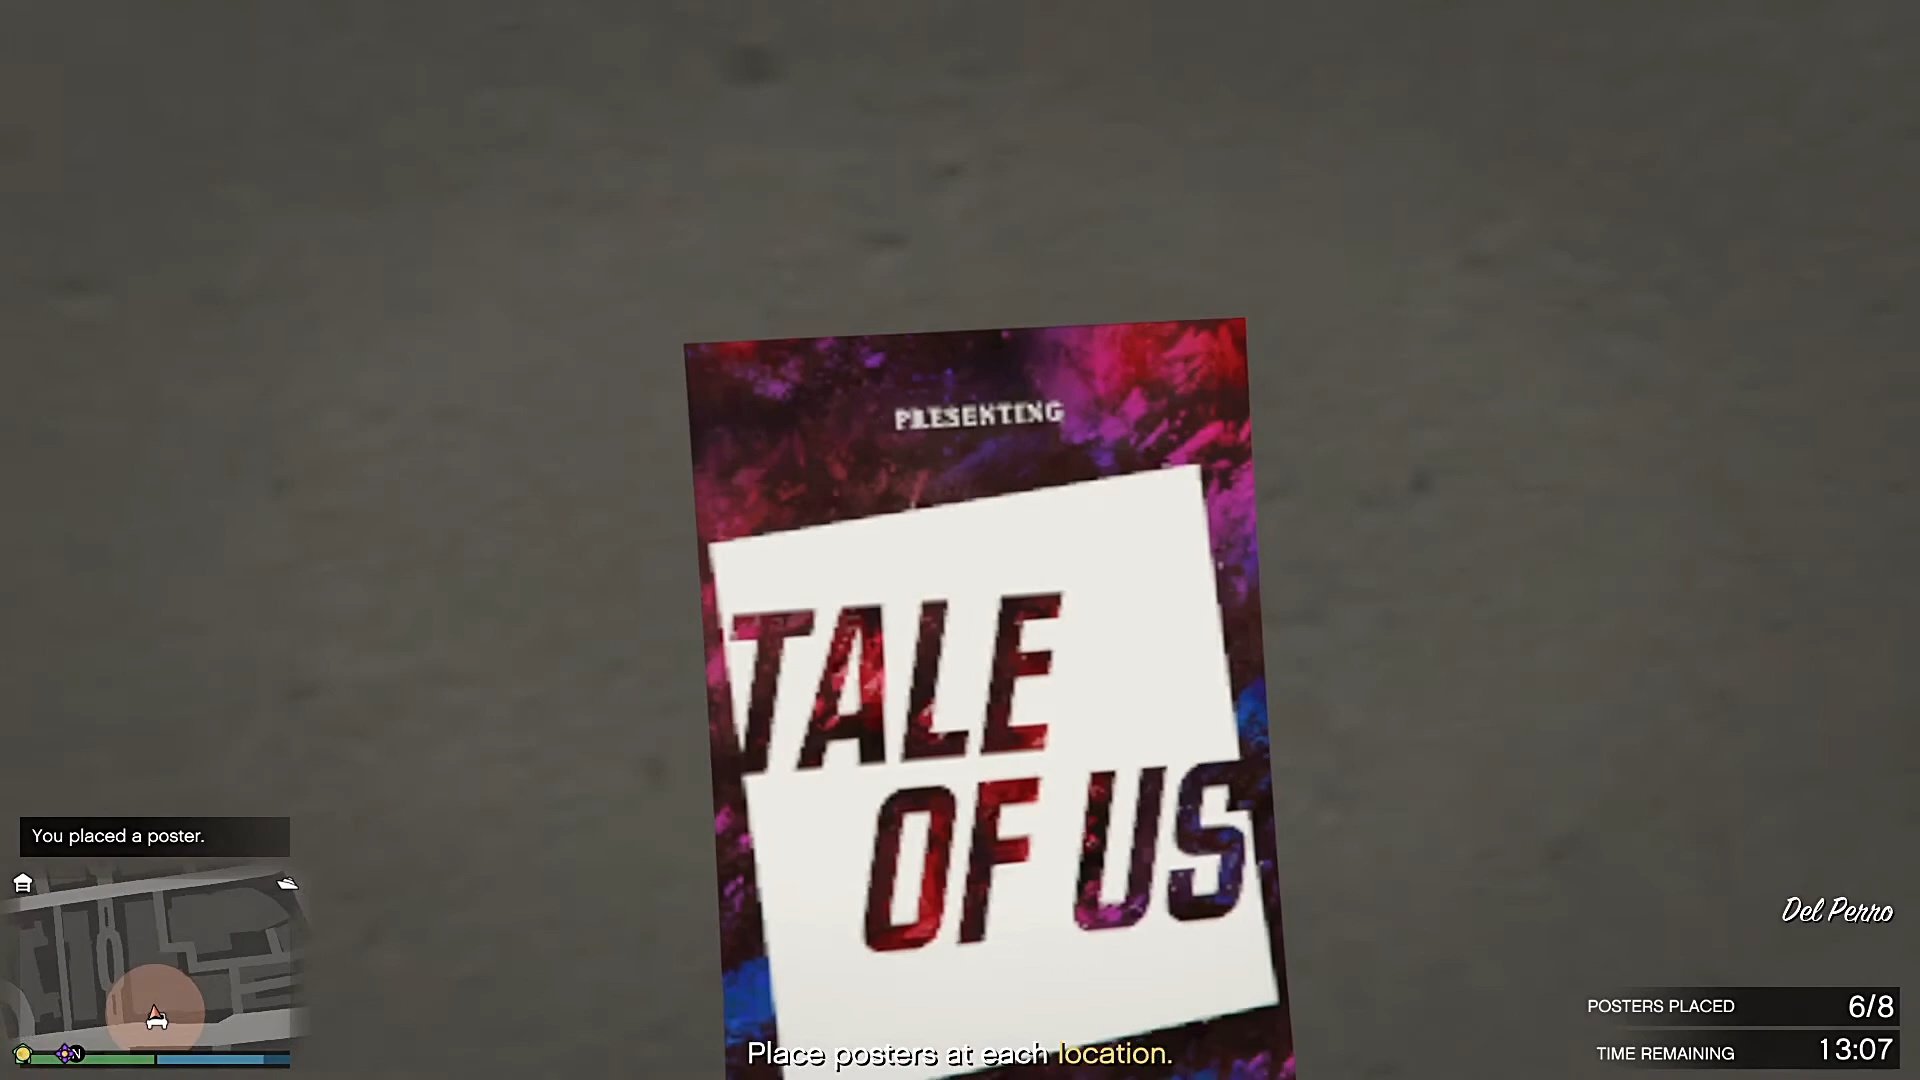 PRESENTING
TALE
OF US
You placed a poster.
N
Del Perro
POSTERS PLACED 6/8
TIME REMAINING 13:07
Place posters at each location.